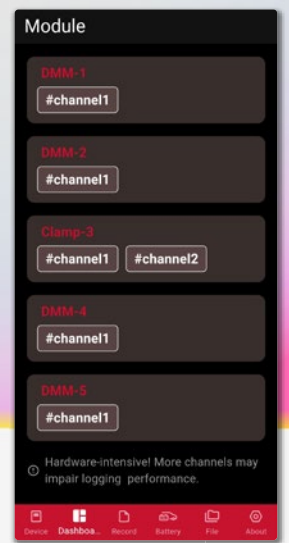 Module
DMM-1
#channel1
DMM-2
#channel1
Clamp-3
#channel1 #channel2
DMM-4
#channel1
DMM-5
#channel1
Hardware-intensive! More channels may
impair logging performance.
Device Dashboa... Record Battery File About